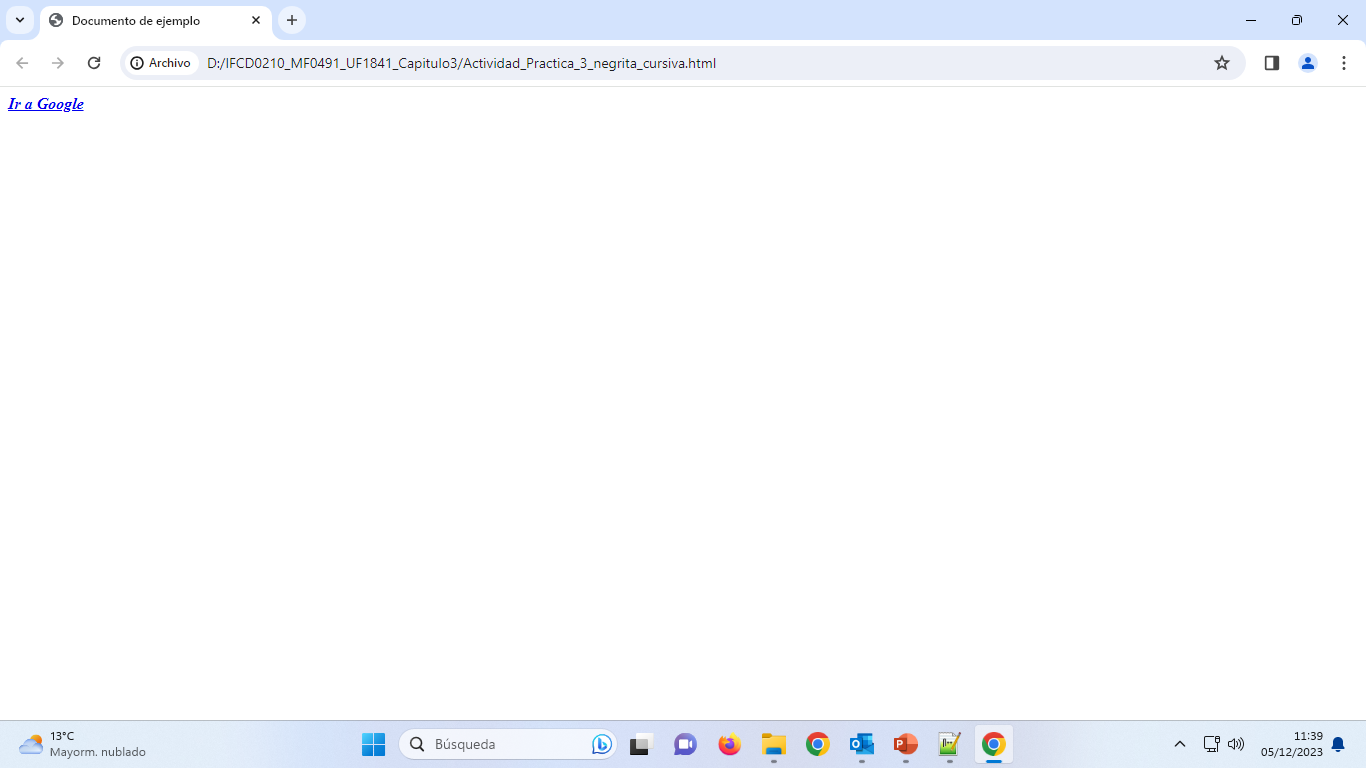 Documento de ejemplo
Archivo
D:/IFCD0210_MF0491_UF1841_Capitulo3/Actividad_Practica_3_negrita_cursiva.html
Ir a Google
13°C
Mayorm. nublado
Búsqueda
11:39
05/12/2023